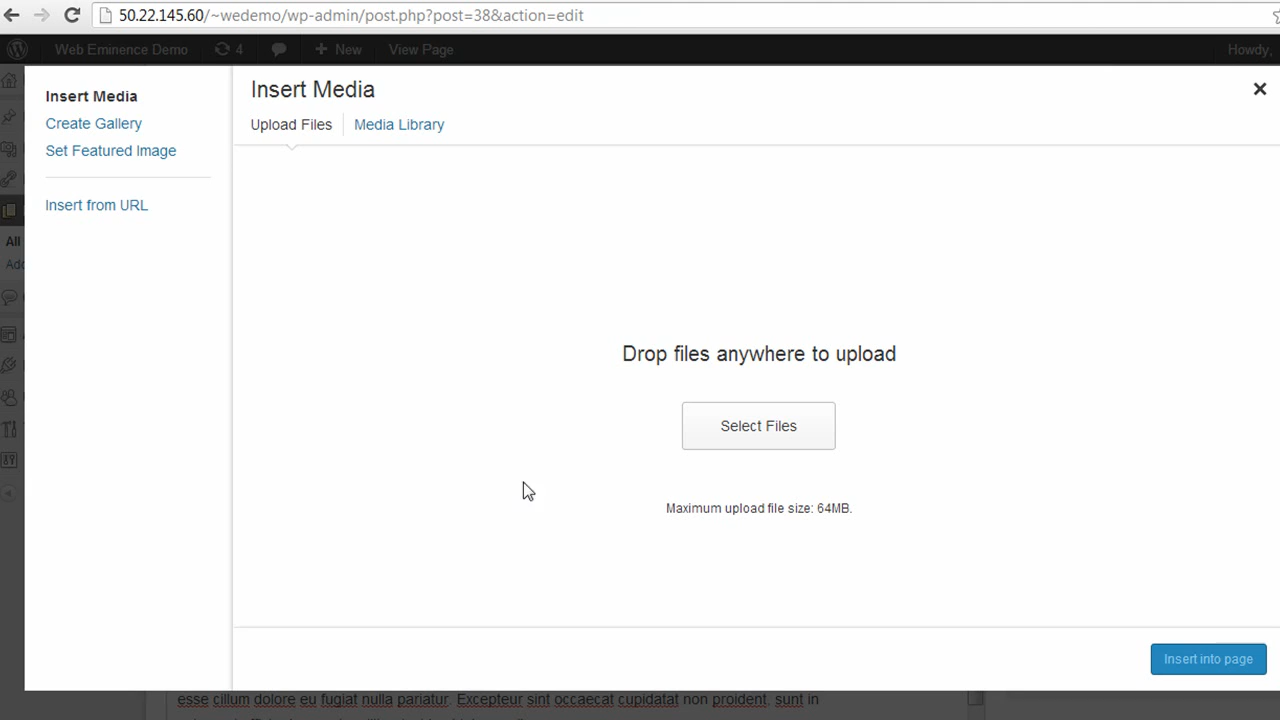 50.22.145.60/~wedemo/wp-admin/post.php?post=38&action=edit
Web Eminence Demo 4 New View Page Howdy,
Insert Media
Create Gallery
Set Featured Image
Insert from URL
Insert Media
Upload Files Media Library
All
Add
Drop files anywhere to upload
Select Files
Maximum upload file size: 64MB.
Insert into page
esse cillum dolore eu fugiat nulla pariatur. Excepteur sint occaecat cupidatat non proident, sunt in